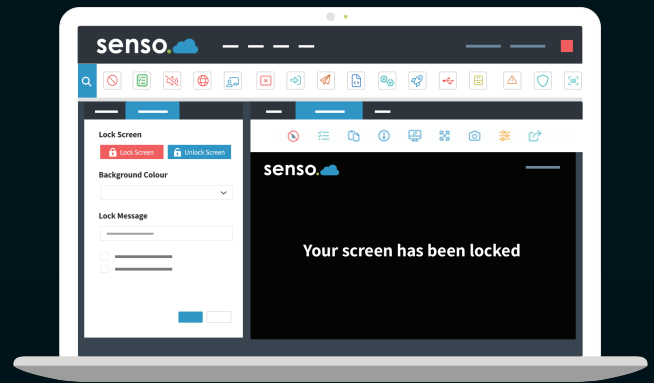 senso.
Lock Screen
Lock Screen
Unlock Screen
Background Colour
Lock Message
senso.
Your screen has been locked